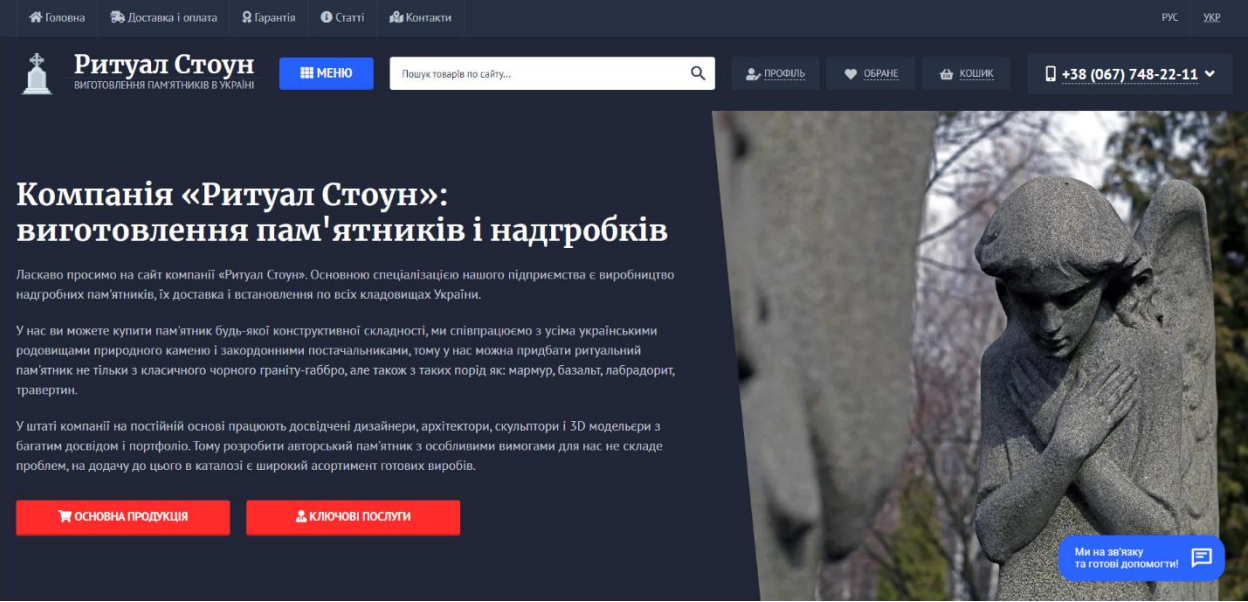 Головна
Доставка і оплата
Гарантія
Статті
Контакти
РУС
УКР
Ритуал Стоун
ВИГОТОВЛЕННЯ ПАМ'ЯТНИКІВ В УКРАЇНІ
МЕНЮ
Пошук товарів по сайту...
ПРОФІЛЬ
ОБРАНЕ
КОШИК
+38 (067) 748-22-11
Компанія «Ритуал Стоун»:
виготовлення пам'ятників і надгробків
Ласкаво просимо на сайт компанії «Ритуал Стоун». Основною спеціалізацією нашого підприємства є виробництво
надгробних пам'ятників, їх доставка і встановлення по всіх кладовищах України.
У нас ви можете купити пам'ятник будь-якої конструктивної складності, ми співпрацюємо з усіма українськими
родовищами природного каменю і закордонними постачальниками, тому у нас можна придбати ритуальний
пам'ятник не тільки з класичного чорного граніту-габбро, але також з таких порід як: мармур, базальт, лабрадорит,
травертин.
У штаті компанії на постійній основі працюють досвідчені дизайнери, архітектори, скульптори і 3D модельєри з
багатим досвідом і портфоліо. Тому розробити авторський пам'ятник з особливими вимогами для нас не складе
проблем, на додачу до цього в каталозі є широкий асортимент готових виробів.
ОСНОВНА ПРОДУКЦІЯ
КЛЮЧОВІ ПОСЛУГИ
Ми на зв'язку
та готові допомогти!